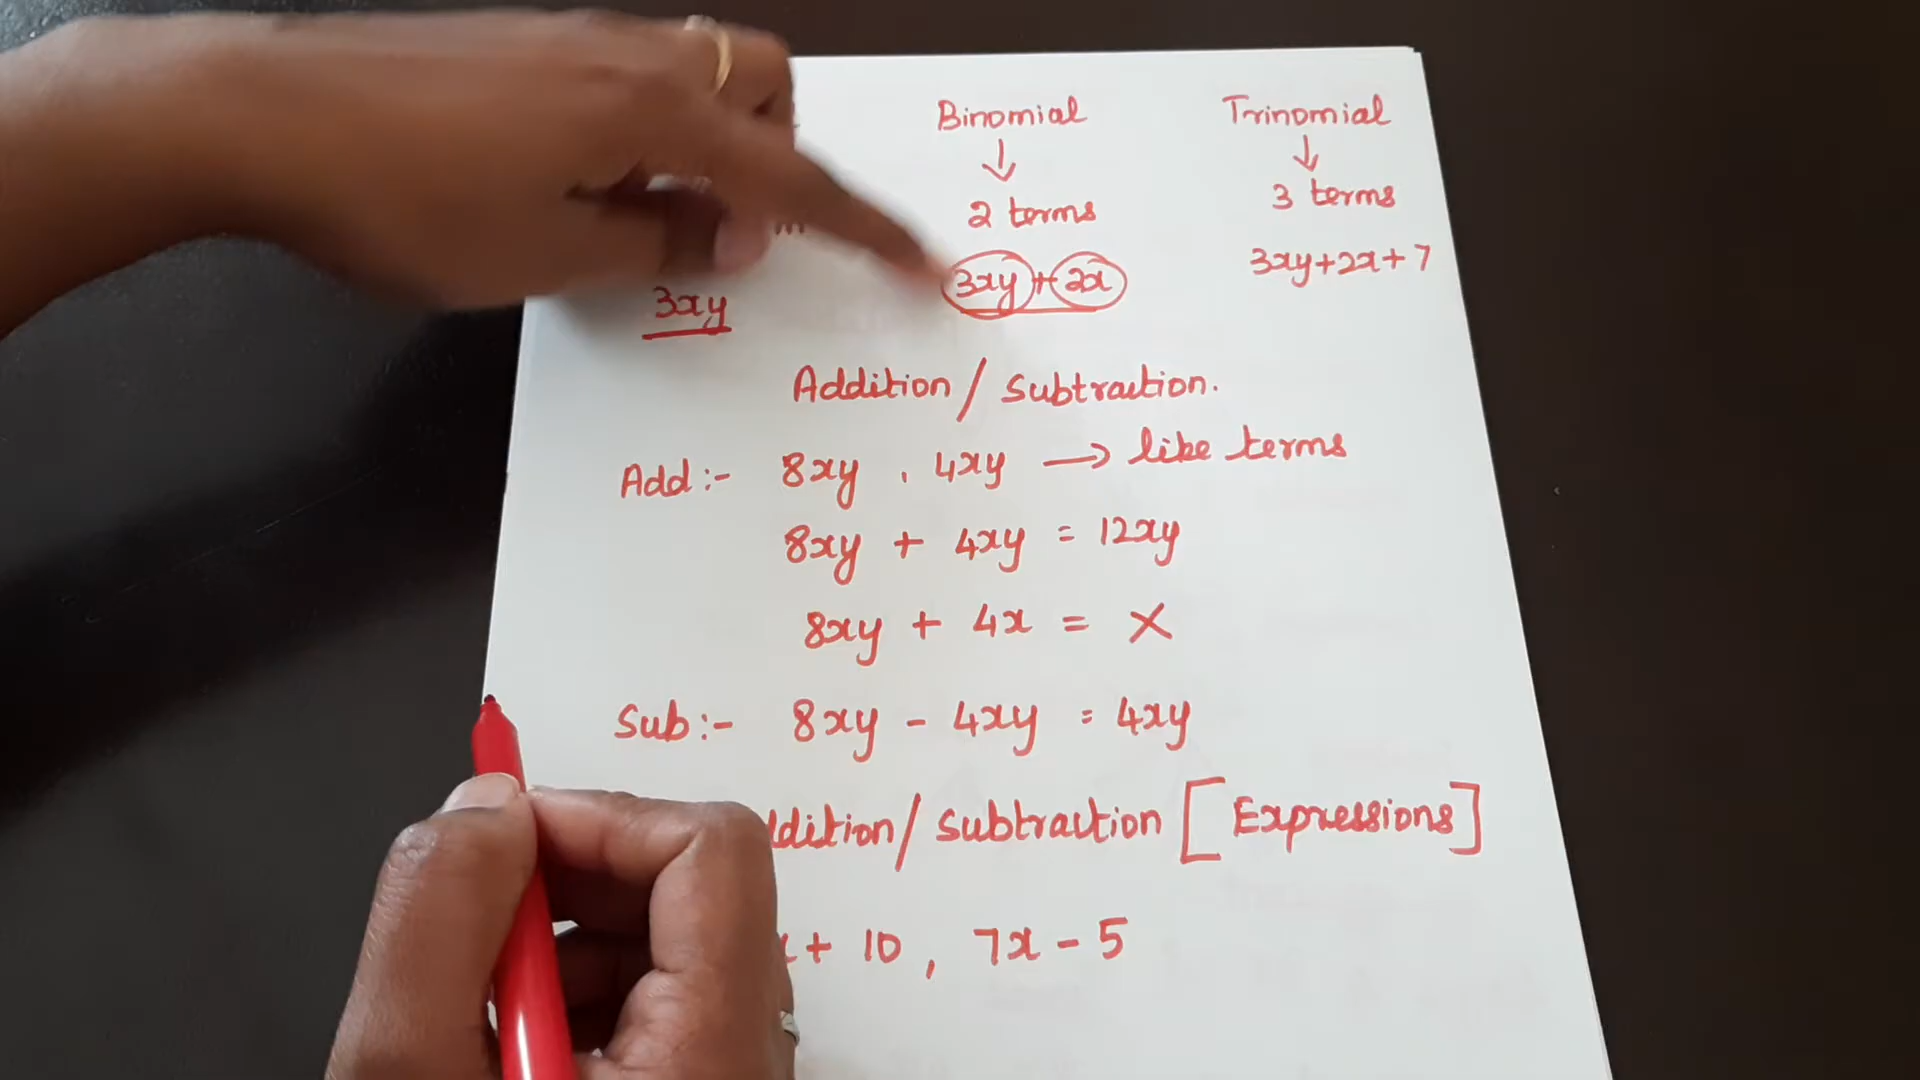 Binomial Trinomial
↓ ↓
2 terms 3 terms
3xy + 2x 3xy+2x+7
3xy
Addition / Subtraction.
Add :- 8xy , 4xy → like terms
8xy + 4xy = 12xy
8xy + 4x = X
Sub :- 8xy - 4xy = 4xy
/ Subtraction [Expressions]
+ 10 , 7x - 5